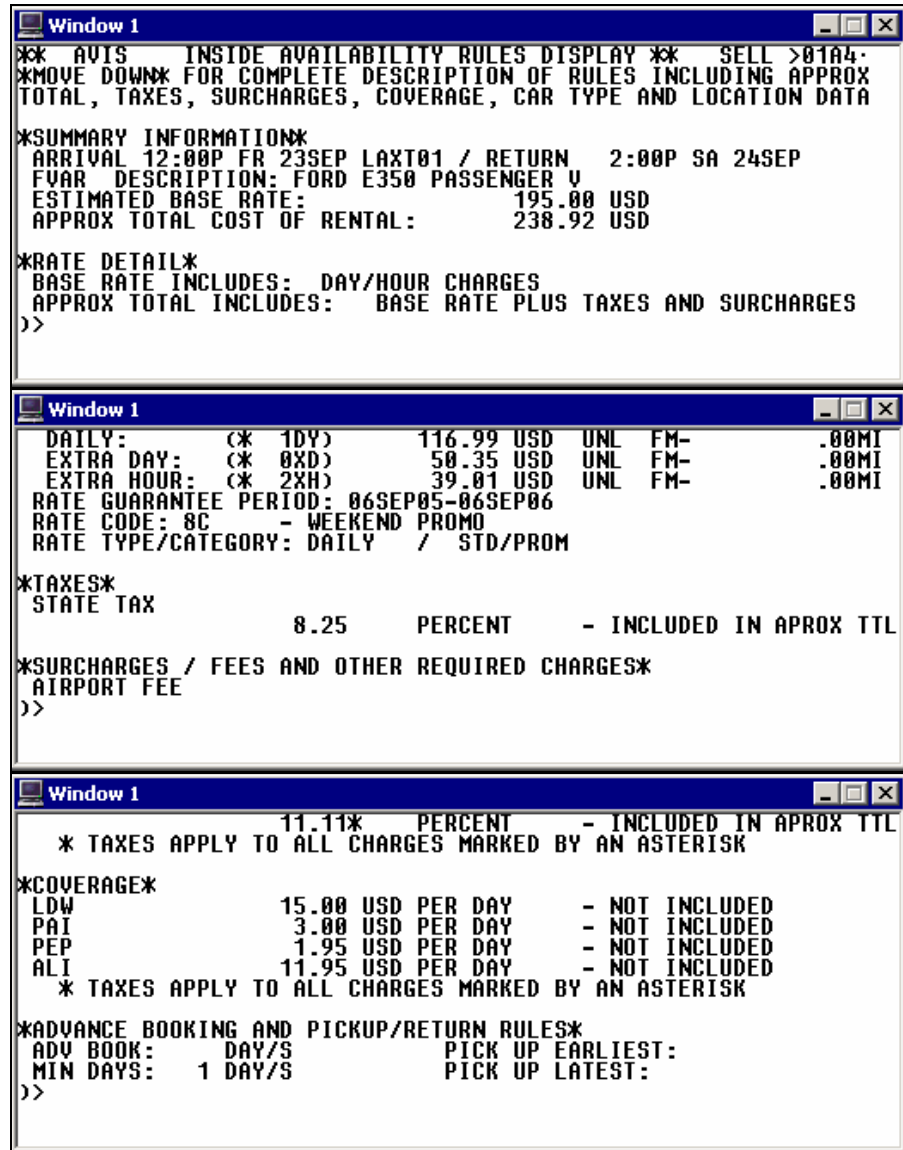 Window 1
** AVIS INSIDE AVAILABILITY RULES DISPLAY ** SELL >01A4·
*MOVE DOWN* FOR COMPLETE DESCRIPTION OF RULES INCLUDING APPROX
TOTAL, TAXES, SURCHARGES, COVERAGE, CAR TYPE AND LOCATION DATA
*SUMMARY INFORMATION*
ARRIVAL 12:00P FR 23SEP LAXT01 / RETURN 2:00P SA 24SEP
FVAR DESCRIPTION: FORD E350 PASSENGER V
ESTIMATED BASE RATE: 195.00 USD
APPROX TOTAL COST OF RENTAL: 238.92 USD
*RATE DETAIL*
BASE RATE INCLUDES: DAY/HOUR CHARGES
APPROX TOTAL INCLUDES: BASE RATE PLUS TAXES AND SURCHARGES
)>
Window 1
DAILY: (* 1DY) 116.99 USD UNL FM- .00MI
EXTRA DAY: (* 0XD) 50.35 USD UNL FM- .00MI
EXTRA HOUR: (* 2XH) 39.01 USD UNL FM- .00MI
RATE GUARANTEE PERIOD: 06SEP05-06SEP06
RATE CODE: 8C - WEEKEND PROMO
RATE TYPE/CATEGORY: DAILY / STD/PROM
*TAXES*
STATE TAX
8.25 PERCENT - INCLUDED IN APROX TTL
*SURCHARGES / FEES AND OTHER REQUIRED CHARGES*
AIRPORT FEE
)>
Window 1
11.11* PERCENT - INCLUDED IN APROX TTL
* TAXES APPLY TO ALL CHARGES MARKED BY AN ASTERISK
*COVERAGE*
LDW 15.00 USD PER DAY - NOT INCLUDED
PAI 3.00 USD PER DAY - NOT INCLUDED
PEP 1.95 USD PER DAY - NOT INCLUDED
ALI 11.95 USD PER DAY - NOT INCLUDED
* TAXES APPLY TO ALL CHARGES MARKED BY AN ASTERISK
*ADVANCE BOOKING AND PICKUP/RETURN RULES*
ADV BOOK: DAY/S PICK UP EARLIEST:
MIN DAYS: 1 DAY/S PICK UP LATEST:
)>